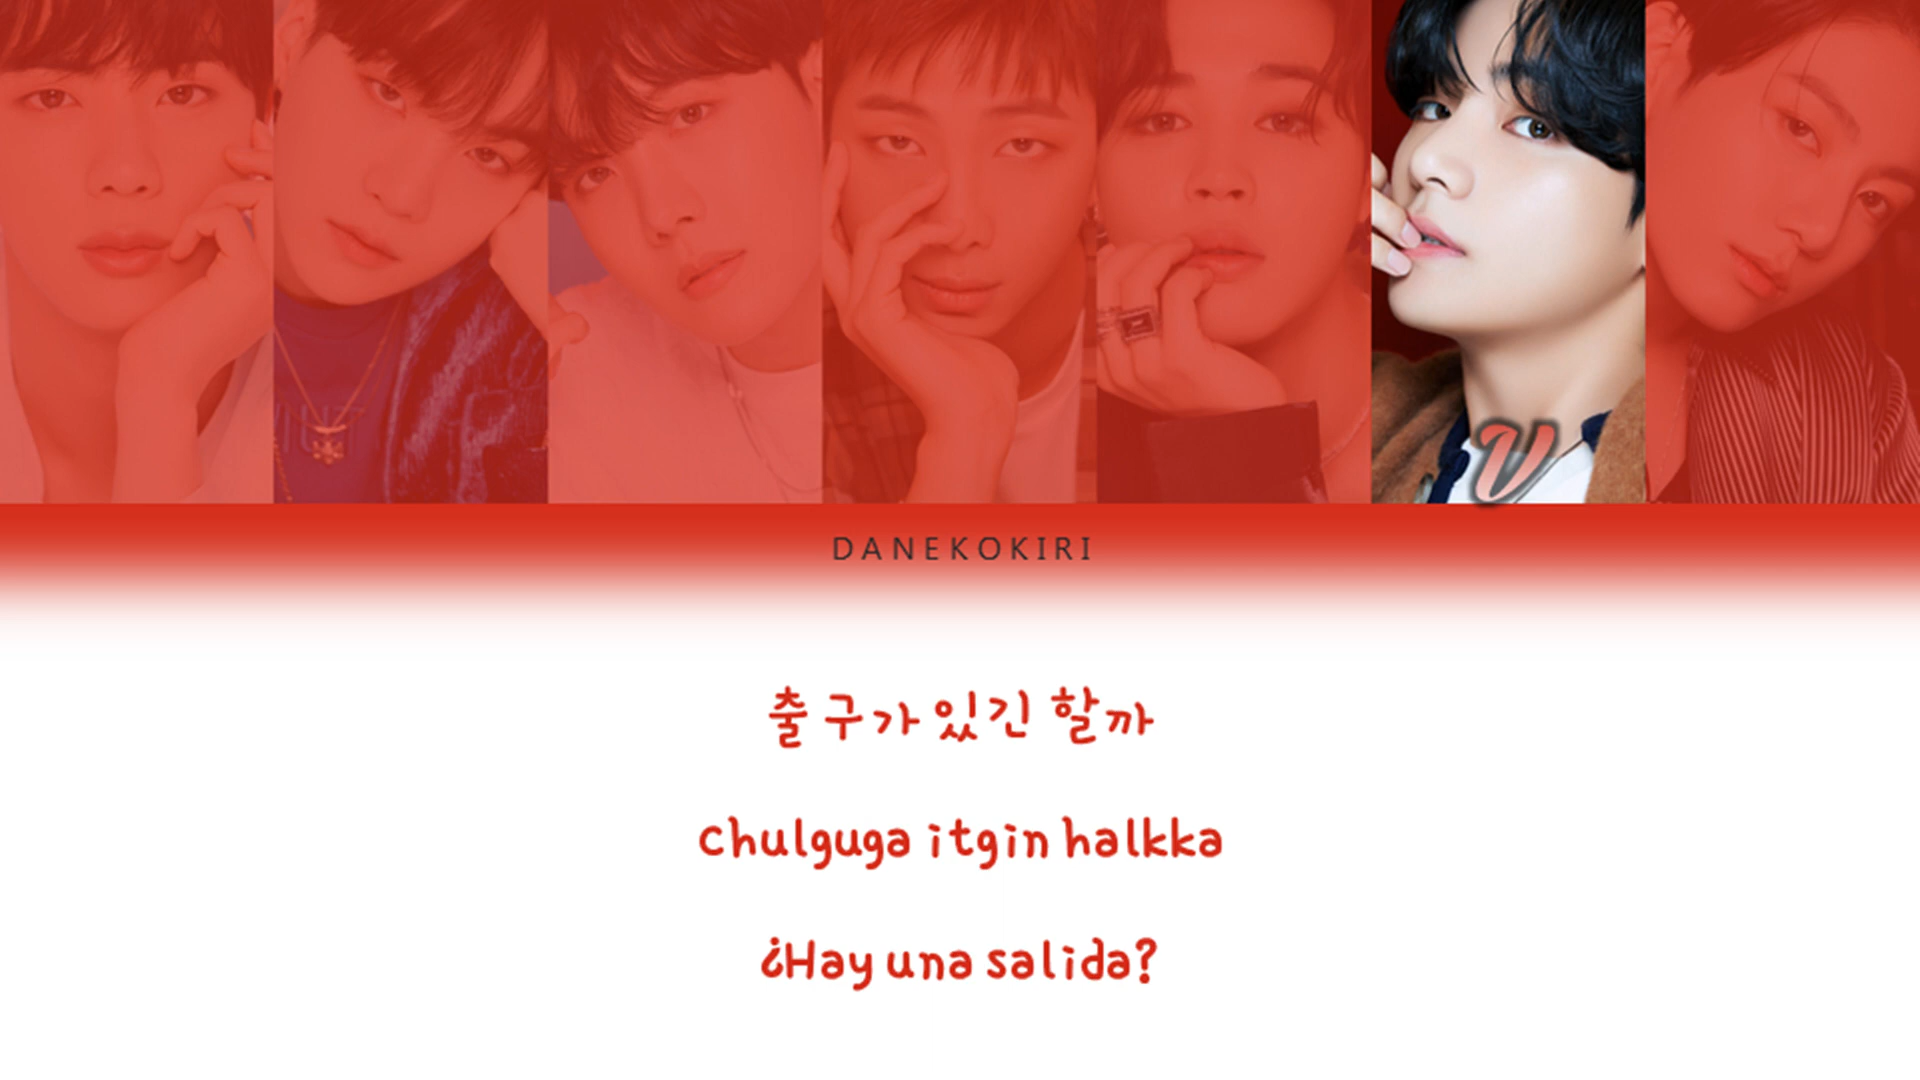 V
DANEKOKIRI
출구가 있긴 할까
chulguga itgin halkka
¿Hay una salida?